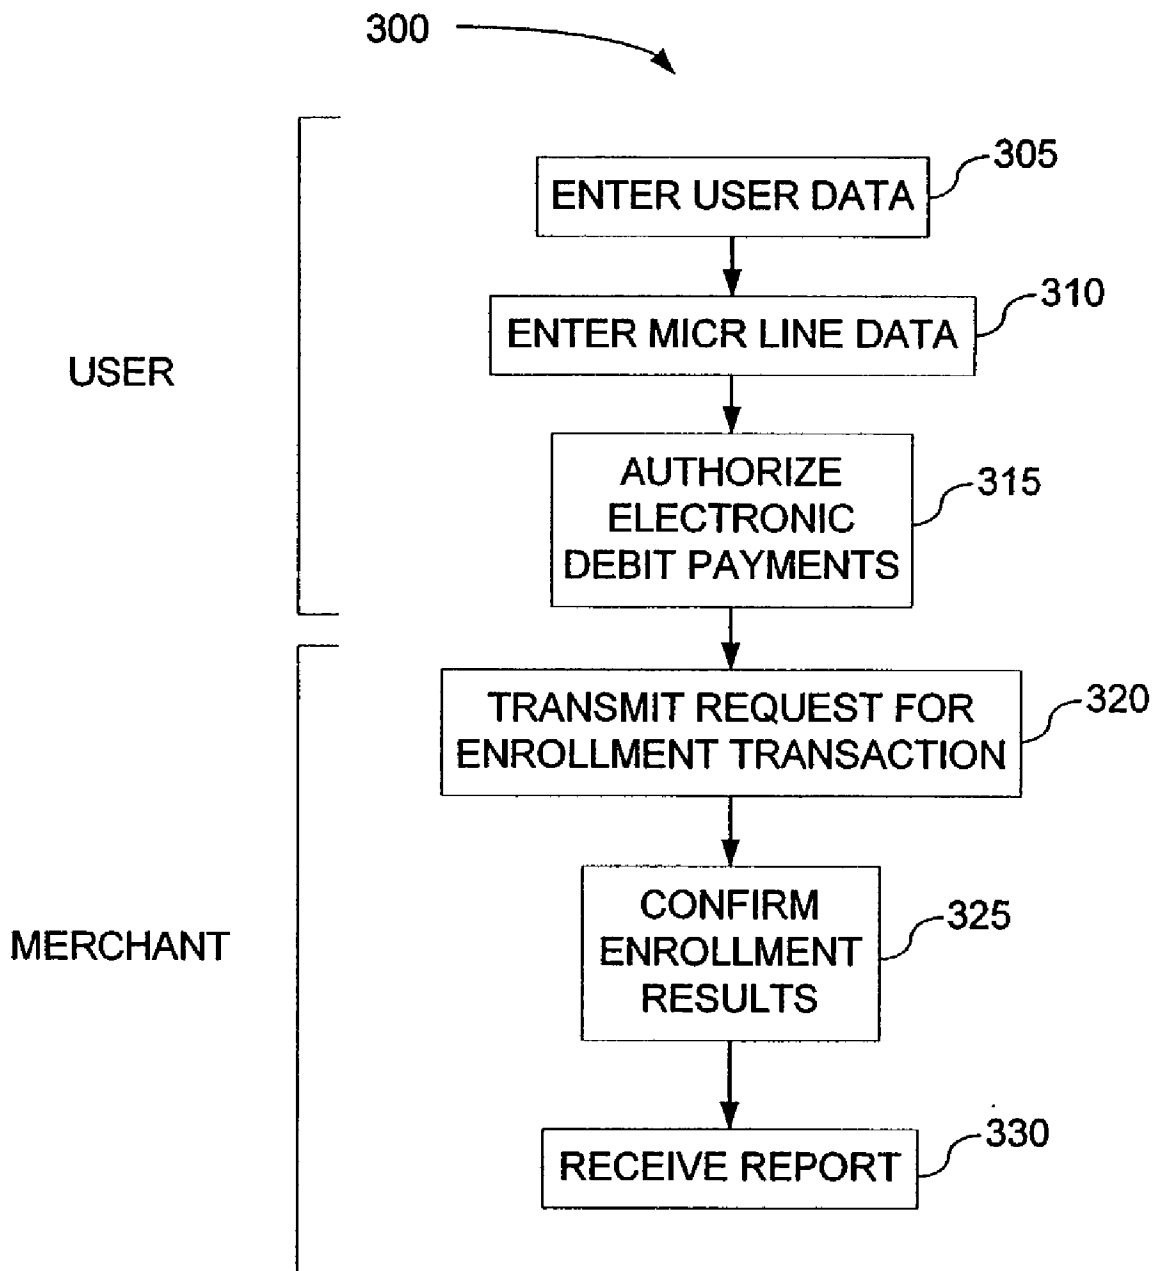 300
305
ENTER USER DATA
310
ENTER MICR LINE DATA
USER
AUTHORIZE
ELECTRONIC
DEBIT PAYMENTS
315
TRANSMIT REQUEST FOR
ENROLLMENT TRANSACTION
320
MERCHANT
CONFIRM
ENROLLMENT
RESULTS
325
RECEIVE REPORT
330